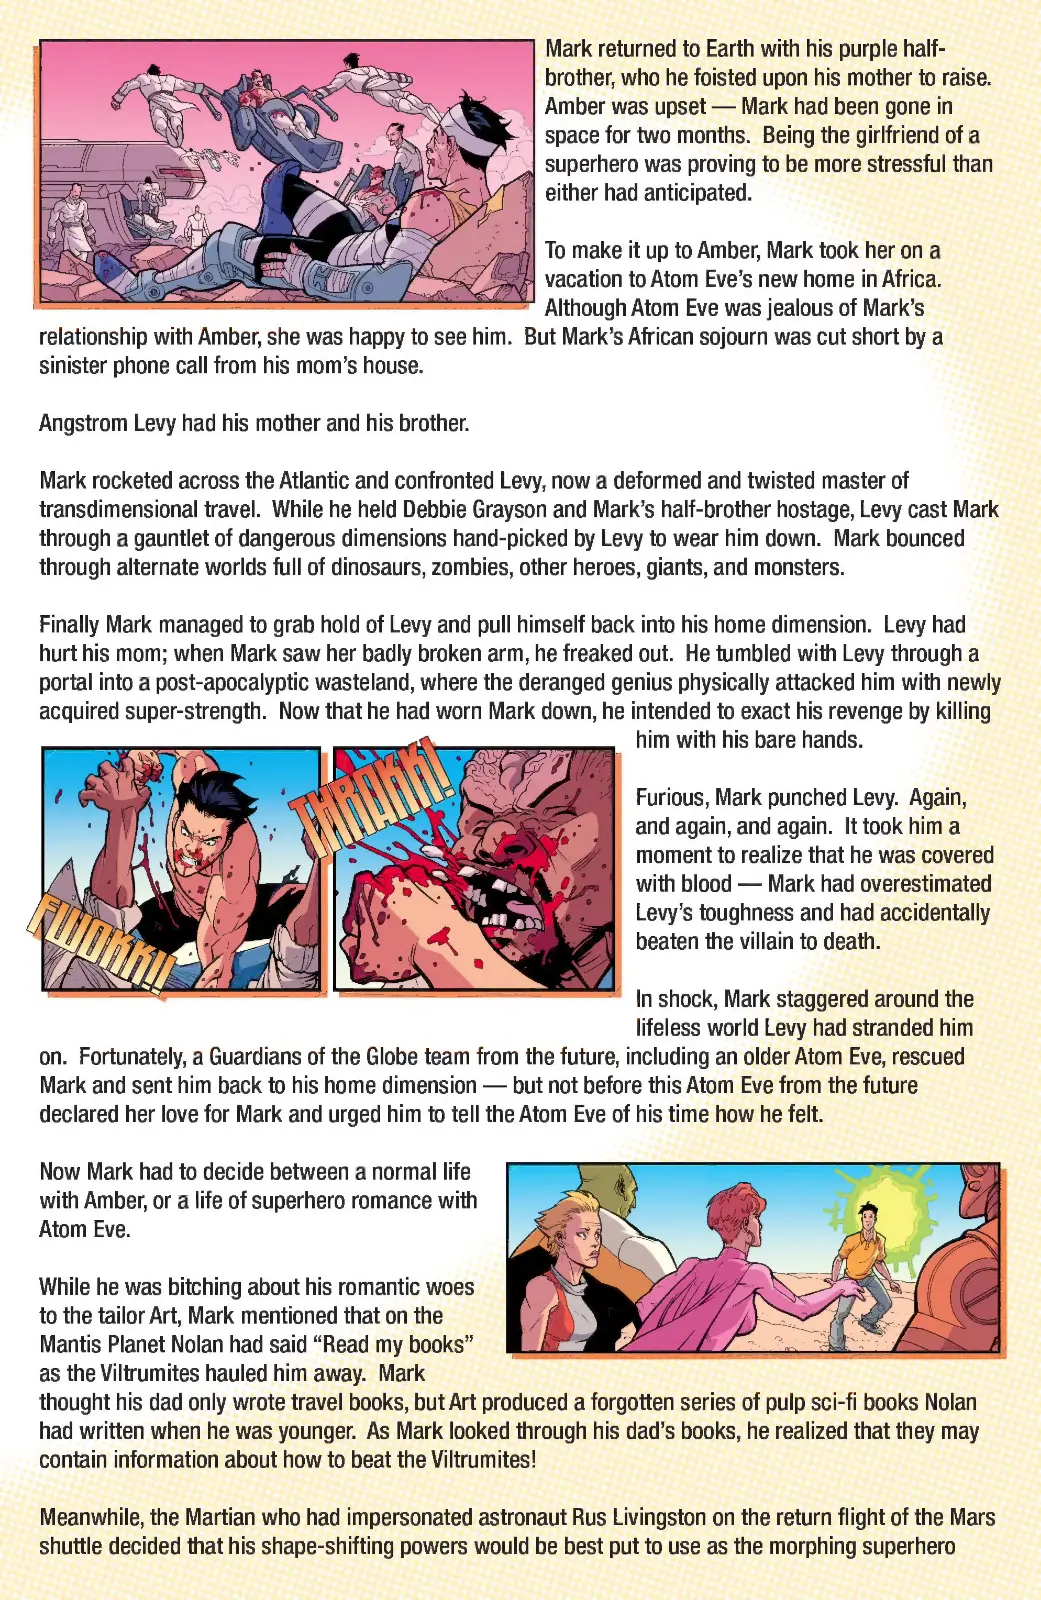 Mark returned to Earth with his purple half-
brother, who he foisted upon his mother to raise.
Amber was upset — Mark had been gone in
space for two months.  Being the girlfriend of a
superhero was proving to be more stressful than
either had anticipated.
To make it up to Amber, Mark took her on a
vacation to Atom Eve's new home in Africa.
Although Atom Eve was jealous of Mark's
relationship with Amber, she was happy to see him.  But Mark's African sojourn was cut short by a
sinister phone call from his mom's house.
Angstrom Levy had his mother and his brother.
Mark rocketed across the Atlantic and confronted Levy, now a deformed and twisted master of
transdimensional travel.  While he held Debbie Grayson and Mark's half-brother hostage, Levy cast Mark
through a gauntlet of dangerous dimensions hand-picked by Levy to wear him down.  Mark bounced
through alternate worlds full of dinosaurs, zombies, other heroes, giants, and monsters.
Finally Mark managed to grab hold of Levy and pull himself back into his home dimension.  Levy had
hurt his mom; when Mark saw her badly broken arm, he freaked out.  He tumbled with Levy through a
portal into a post-apocalyptic wasteland, where the deranged genius physically attacked him with newly
acquired super-strength.  Now that he had worn Mark down, he intended to exact his revenge by killing
him with his bare hands.
FWOKK!!
THROKK!
Furious, Mark punched Levy.  Again,
and again, and again.  It took him a
moment to realize that he was covered
with blood — Mark had overestimated
Levy's toughness and had accidentally
beaten the villain to death.
In shock, Mark staggered around the
lifeless world Levy had stranded him
on.  Fortunately, a Guardians of the Globe team from the future, including an older Atom Eve, rescued
Mark and sent him back to his home dimension — but not before this Atom Eve from the future
declared her love for Mark and urged him to tell the Atom Eve of his time how he felt.
Now Mark had to decide between a normal life
with Amber, or a life of superhero romance with
Atom Eve.
While he was bitching about his romantic woes
to the tailor Art, Mark mentioned that on the
Mantis Planet Nolan had said “Read my books”
as the Viltrumites hauled him away.  Mark
thought his dad only wrote travel books, but Art produced a forgotten series of pulp sci-fi books Nolan
had written when he was younger.  As Mark looked through his dad's books, he realized that they may
contain information about how to beat the Viltrumites!
Meanwhile, the Martian who had impersonated astronaut Rus Livingston on the return flight of the Mars
shuttle decided that his shape-shifting powers would be best put to use as the morphing superhero